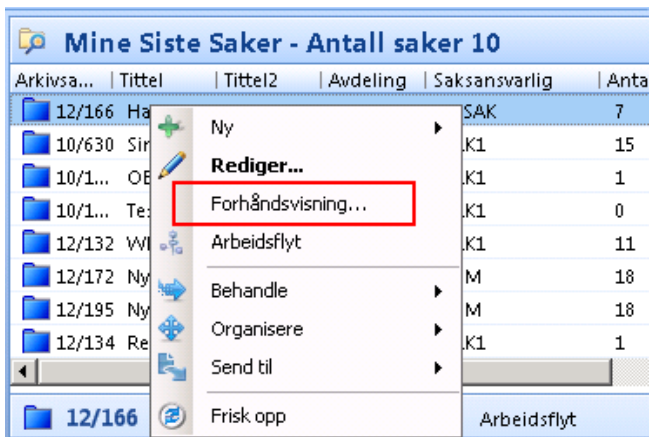 Mine Siste Saker - Antall saker 10
Arkivsa... Tittel Tittel2 Avdeling Saksansvarlig Anta
12/166 Ha SAK 7
10/630 Sir K1 15
10/1... OE K1 1
10/1... Te: K1 0
12/132 WI K1 11
12/172 Ny M 18
12/195 Ny M 18
12/134 Re K1 1
Ny
Rediger...
Forhåndsvisning...
Arbeidsflyt
Behandle
Organisere
Send til
Frisk opp
12/166 Arbeidsflyt